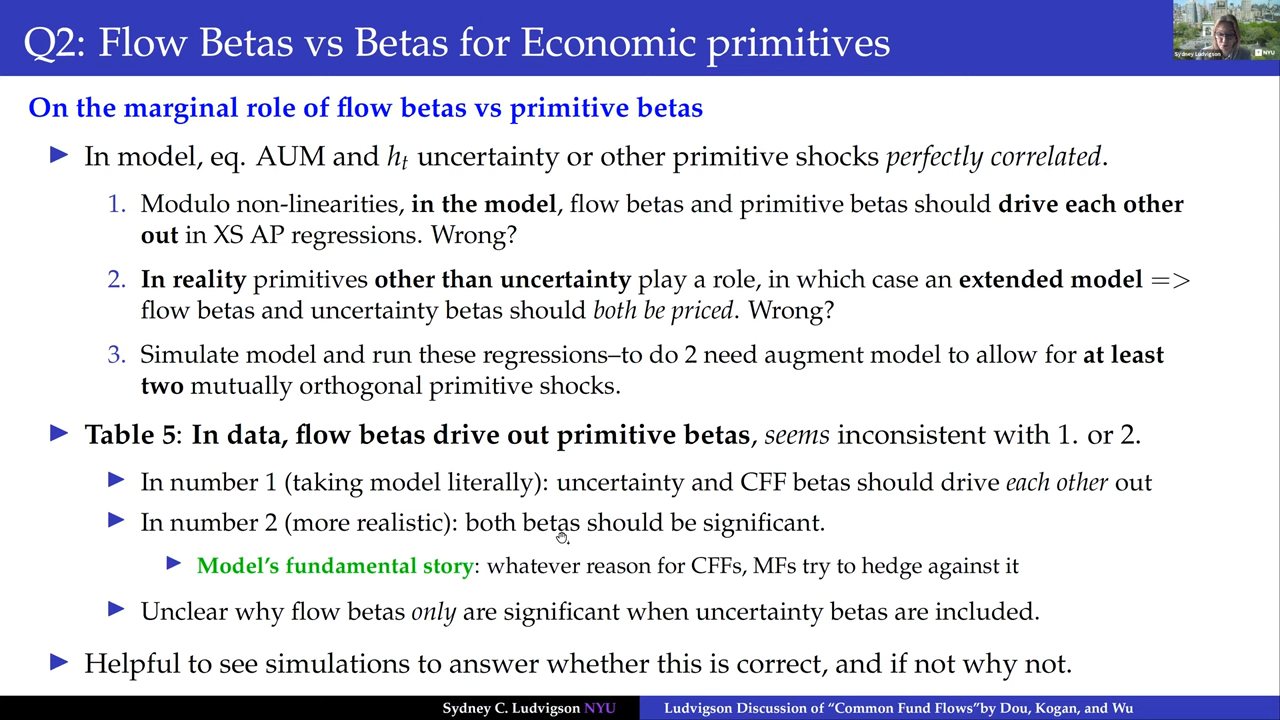 Q2: Flow Betas vs Betas for Economic primitives
Sydney Ludvigson
NYU
On the marginal role of flow betas vs primitive betas
▶ In model, eq. AUM and hₜ uncertainty or other primitive shocks perfectly correlated.
1. Modulo non-linearities, in the model, flow betas and primitive betas should drive each other
out in XS AP regressions. Wrong?
2. In reality primitives other than uncertainty play a role, in which case an extended model =>
flow betas and uncertainty betas should both be priced. Wrong?
3. Simulate model and run these regressions–to do 2 need augment model to allow for at least
two mutually orthogonal primitive shocks.
▶ Table 5: In data, flow betas drive out primitive betas, seems inconsistent with 1. or 2.
▶ In number 1 (taking model literally): uncertainty and CFF betas should drive each other out
▶ In number 2 (more realistic): both betas should be significant.
▶ Model's fundamental story: whatever reason for CFFs, MFs try to hedge against it
▶ Unclear why flow betas only are significant when uncertainty betas are included.
▶ Helpful to see simulations to answer whether this is correct, and if not why not.
Sydney C. Ludvigson NYU
Ludvigson Discussion of "Common Fund Flows"by Dou, Kogan, and Wu